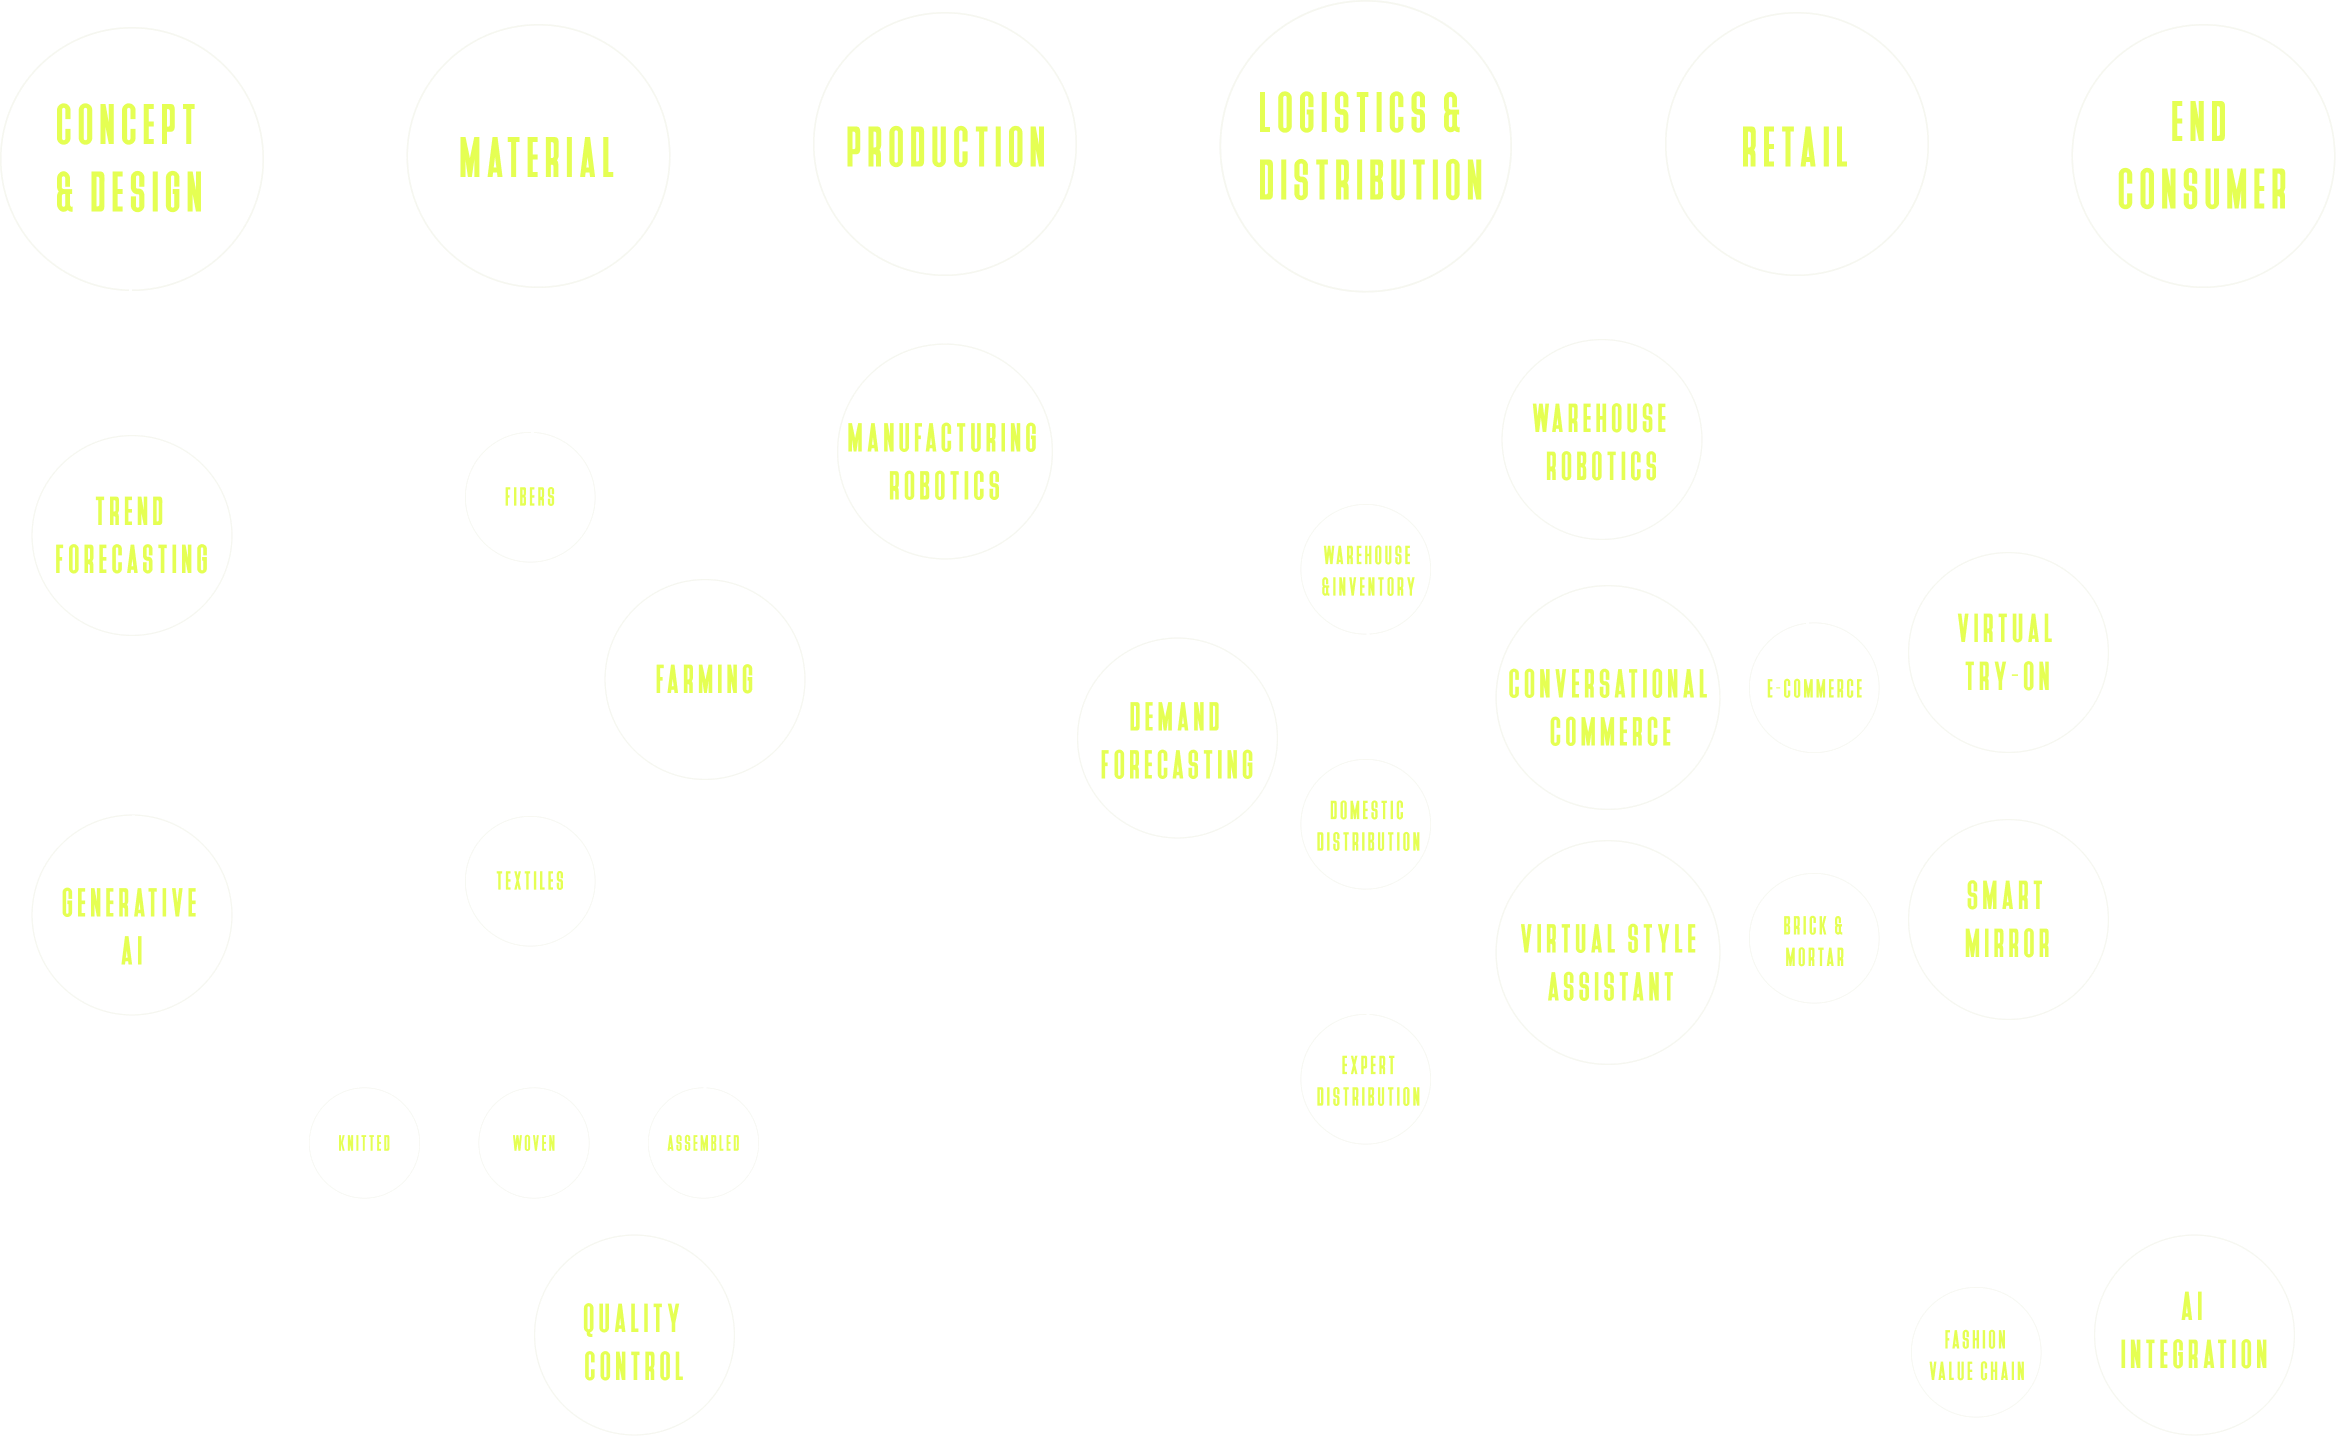 CONCEPT
& DESIGN
MATERIAL
PRODUCTION
LOGISTICS &
DISTRIBUTION
RETAIL
END
CONSUMER
TREND
FORECASTING
FIBERS
MANUFACTURING
ROBOTICS
WAREHOUSE
ROBOTICS
WAREHOUSE
&INVENTORY
FARMING
DEMAND
FORECASTING
CONVERSATIONAL
COMMERCE
E-COMMERCE
VIRTUAL
TRY-ON
GENERATIVE
AI
TEXTILES
DOMESTIC
DISTRIBUTION
VIRTUAL STYLE
ASSISTANT
BRICK &
MORTAR
SMART
MIRROR
EXPERT
DISTRIBUTION
KNITTED
WOVEN
ASSEMBLED
QUALITY
CONTROL
FASHION
VALUE CHAIN
AI
INTEGRATION